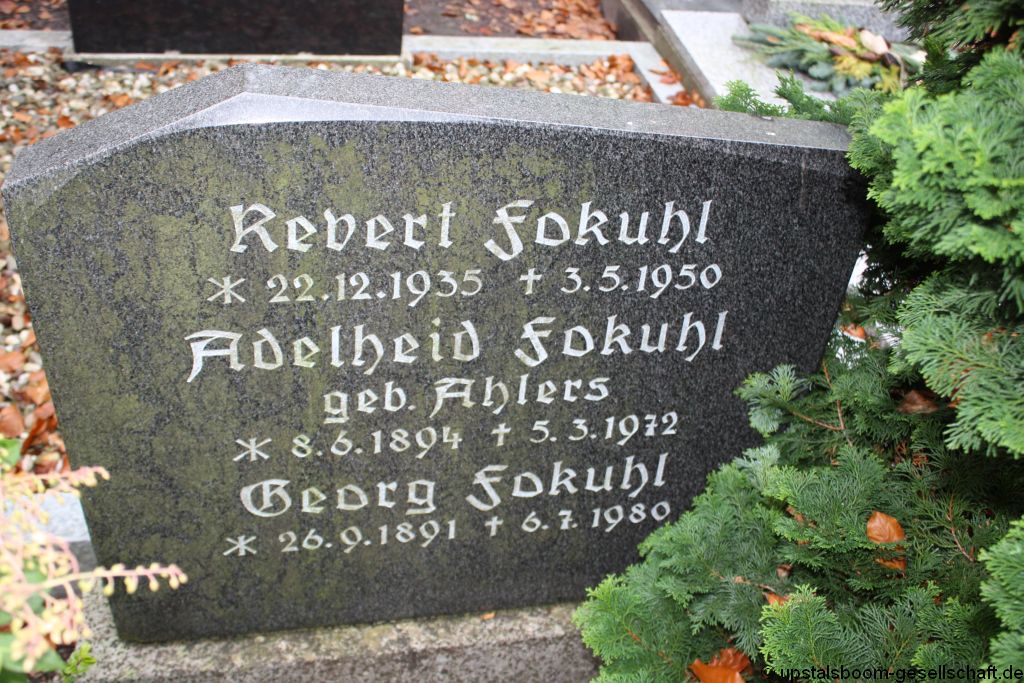 Revert Fokuhl
* 22.12.1935 † 3.5.1950
Adelheid Fokuhl
geb. Ahlers
* 8.6.1894 † 5.3.1972
Georg Fokuhl
* 26.9.1891 † 6.7.1980
upstalsboom-gesellschaft.de